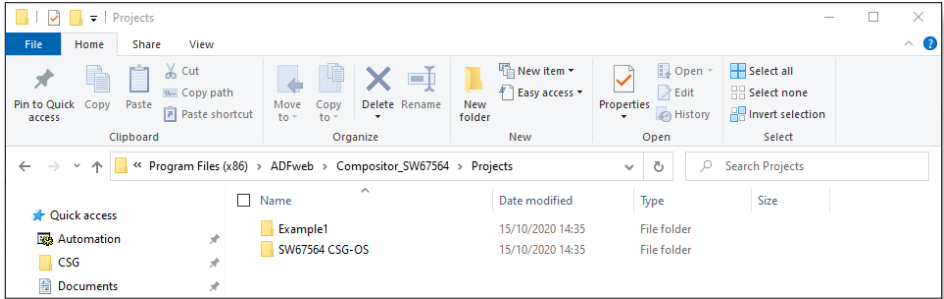 Projects
File Home Share View
Pin to Quick access
Copy
Paste
Cut
Copy path
Paste shortcut
Clipboard
Move to
Copy to
Delete
Rename
Organize
New folder
New item
Easy access
New
Properties
Open
Edit
History
Open
Select all
Select none
Invert selection
Select
« Program Files (x86) > ADFweb > Compositor_SW67564 > Projects
Search Projects
Name Date modified Type Size
Quick access
Automation
CSG
Documents
Example1 15/10/2020 14:35 File folder
SW67564 CSG-OS 15/10/2020 14:35 File folder